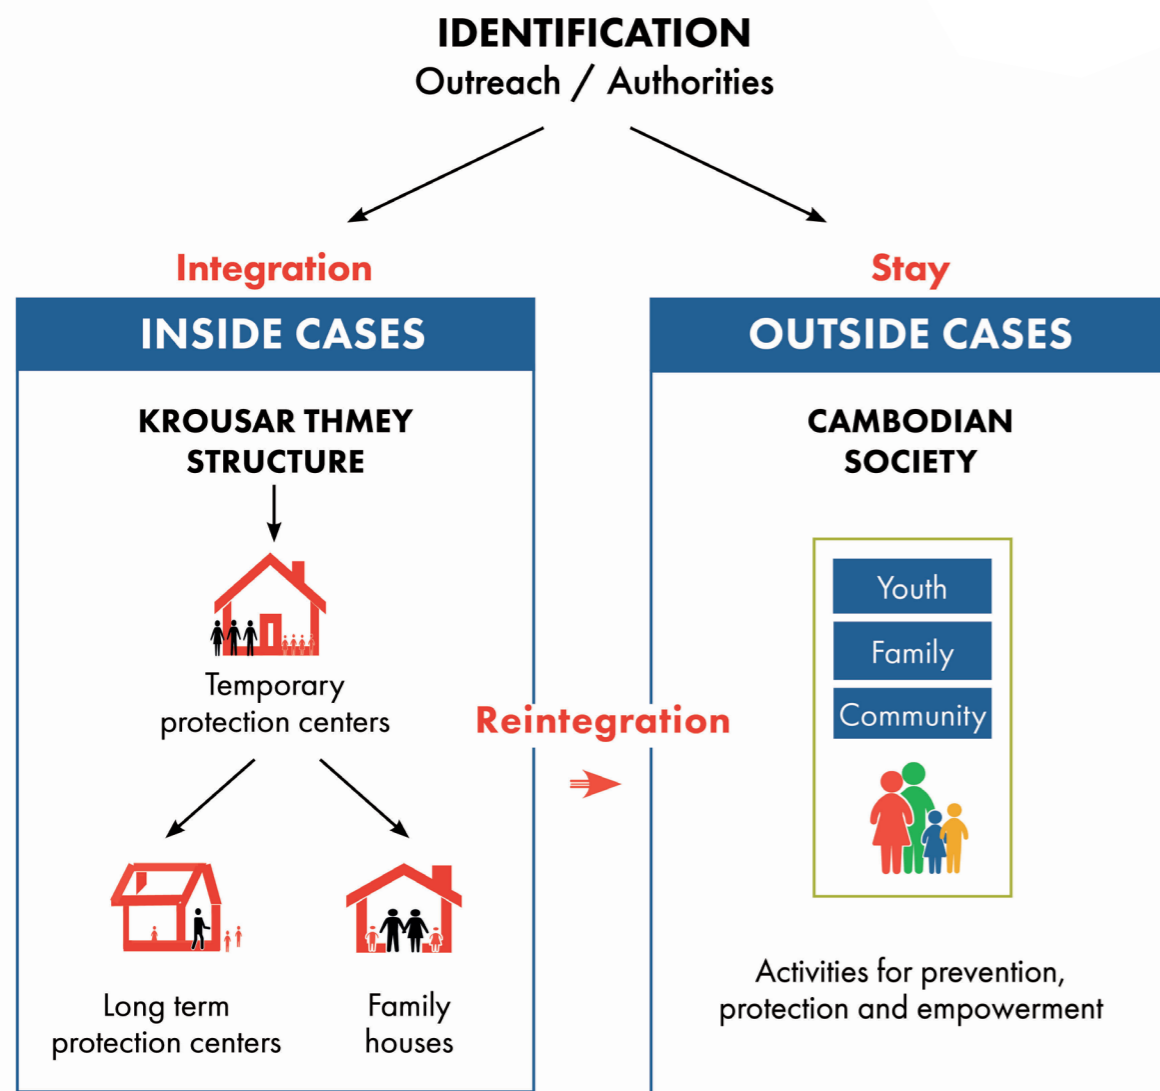 IDENTIFICATION
Outreach / Authorities
Integration
Stay
INSIDE CASES
OUTSIDE CASES
KROUSAR THMEY
STRUCTURE
CAMBODIAN
SOCIETY
Youth
Family
Community
Temporary
protection centers
Reintegration
Long term
protection centers
Family
houses
Activities for prevention,
protection and empowerment